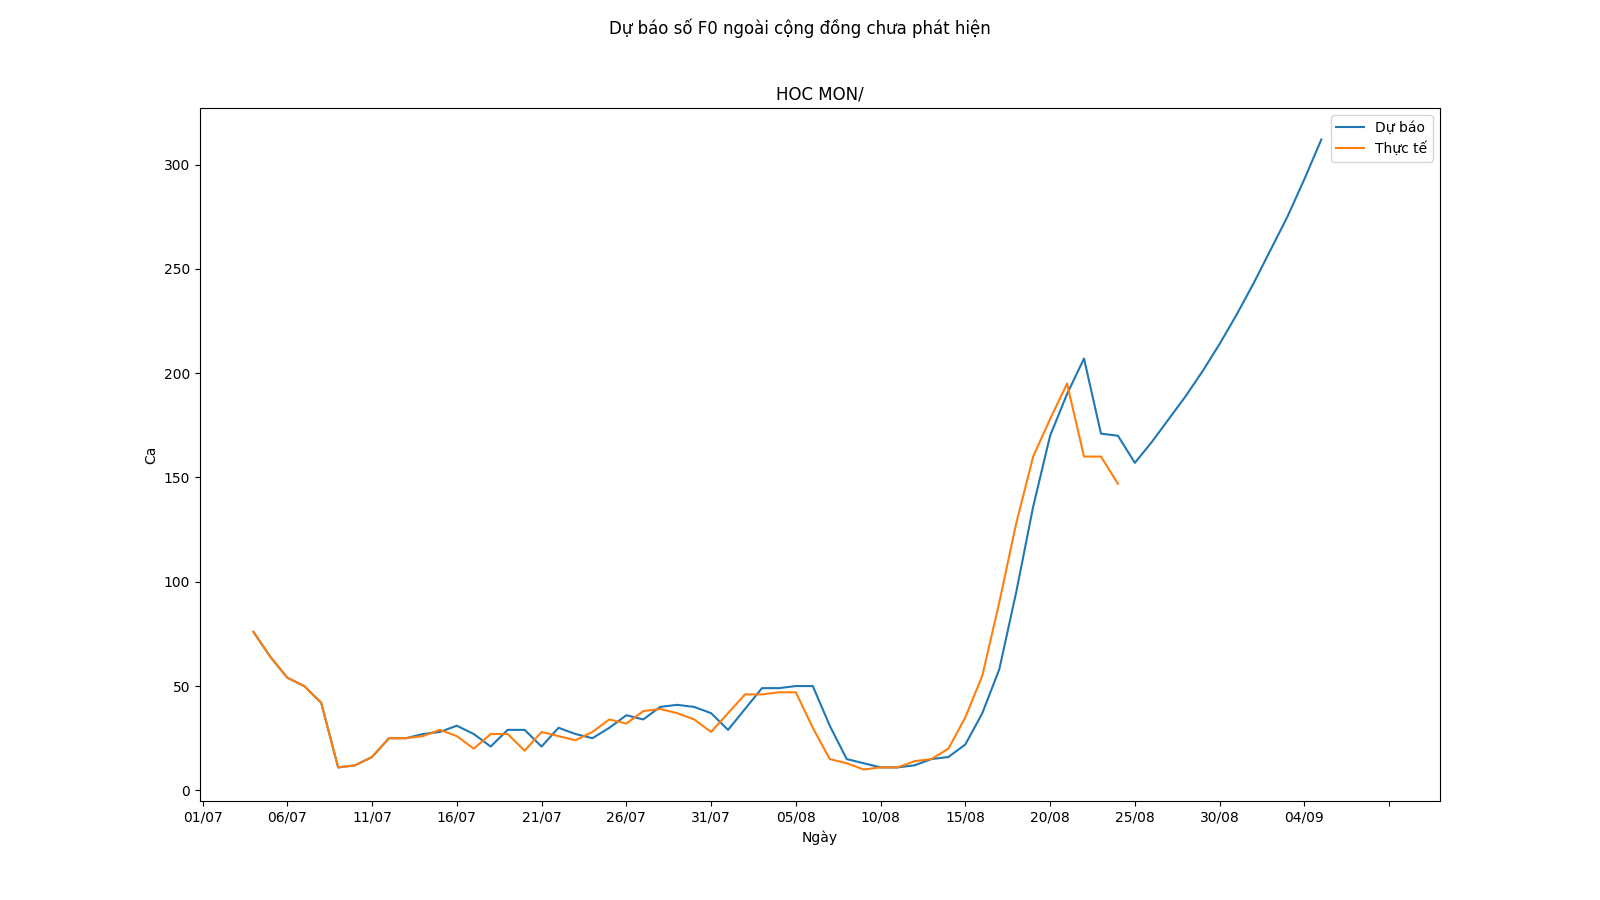 Dự báo số F0 ngoài cộng đồng chưa phát hiện
HOC MON/
Dự báo
Thực tế
300
250
200
150
100
50
0
Ca
01/07 06/07 11/07 16/07 21/07 26/07 31/07 05/08 10/08 15/08 20/08 25/08 30/08 04/09
Ngày